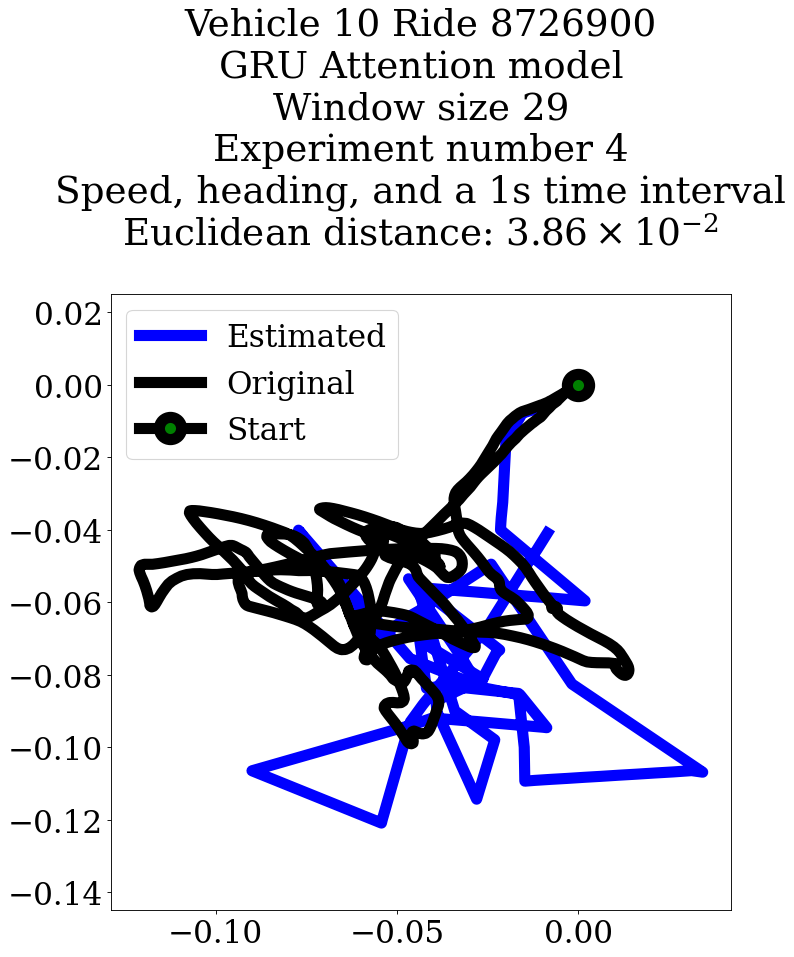 Vehicle 10 Ride 8726900
GRU Attention model
Window size 29
Experiment number 4
Speed, heading, and a 1s time interval
Euclidean distance: 3.86 × 10⁻²
0.02
0.00
−0.02
−0.04
−0.06
−0.08
−0.10
−0.12
−0.14
Estimated
Original
Start
−0.10
−0.05
0.00